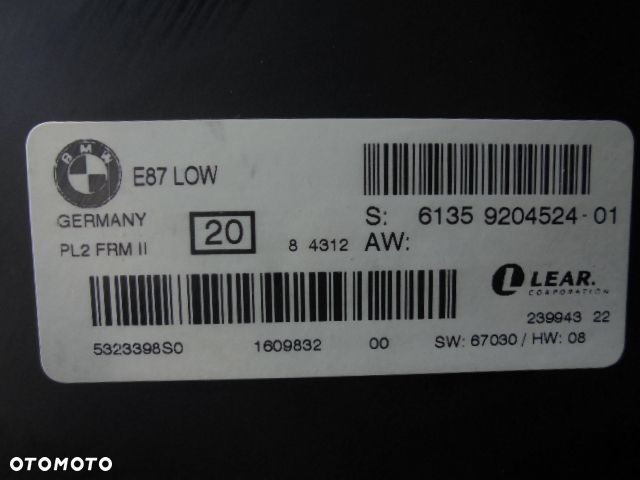 BMW
E87 LOW
GERMANY
PL2 FRM II
20
8 4312
S: 6135 9204524-01
AW:
LEAR.
CORPORATION
239943 22
5323398S0 1609832 00 SW: 67030 / HW: 08
OTOMOTO